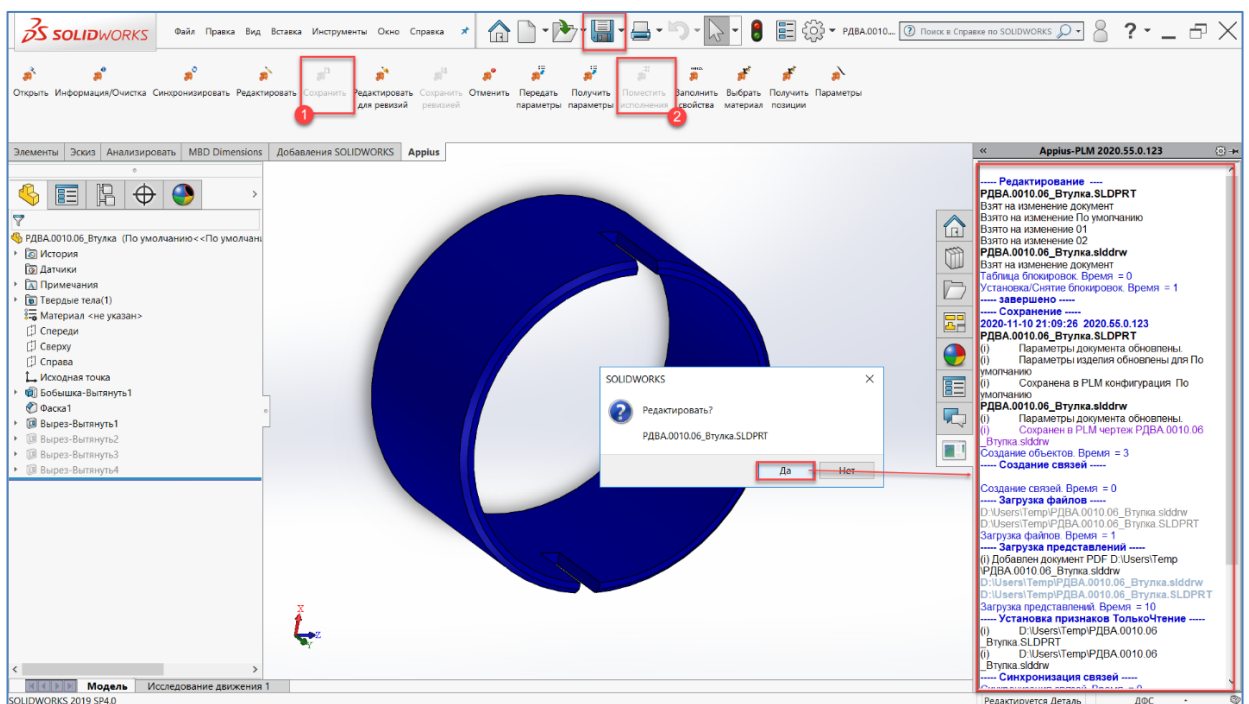 SOLIDWORKS
Файл Правка Вид Вставка Инструменты Окно Справка
РДВА.0010....
Поиск в Справке по SOLIDWORKS
Открыть Информация/Очистка Синхронизировать Редактировать Сохранить Редактировать для ревизий Сохранить ревизией Отменить Передать параметры Получить параметры Поместить исполнения Заполнить свойства Выбрать материал Получить позиции Параметры
1
2
Элементы Эскиз Анализировать MBD Dimensions Добавления SOLIDWORKS Appius
РДВА.0010.06_Втулка (По умолчанию<<По умолчан
История
Датчики
Примечания
Твердые тела(1)
Материал <не указан>
Спереди
Сверху
Справа
Исходная точка
Бобышка-Вытянуть1
Фаска1
Вырез-Вытянуть1
Вырез-Вытянуть2
Вырез-Вытянуть3
Вырез-Вытянуть4
X
Z
Y
SOLIDWORKS
Редактировать?
РДВА.0010.06_Втулка.SLDPRT
Да Нет
Appius-PLM 2020.55.0.123
----- Редактирование ----
РДВА.0010.06_Втулка.SLDPRT
Взят на изменение документ
Взято на изменение По умолчанию
Взято на изменение 01
Взято на изменение 02
РДВА.0010.06_Втулка.slddrw
Взят на изменение документ
Таблица блокировок. Время = 0
Установка/Снятие блокировок. Время = 1
----- завершено -----
----- Сохранение -----
2020-11-10 21:09:26 2020.55.0.123
РДВА.0010.06_Втулка.SLDPRT
(i) Параметры документа обновлены.
(i) Параметры изделия обновлены для По
умолчанию
(i) Сохранена в PLM конфигурация По
умолчанию
РДВА.0010.06_Втулка.slddrw
(i) Параметры документа обновлены.
(i) Сохранен в PLM чертеж РДВА.0010.06
_Втулка.slddrw
Создание объектов. Время = 3
----- Создание связей -----
Создание связей. Время = 0
----- Загрузка файлов -----
D:\Users\Temp\РДВА.0010.06_Втулка.slddrw
D:\Users\Temp\РДВА.0010.06_Втулка.SLDPRT
Загрузка файлов. Время = 1
----- Загрузка представлений -----
(i) Добавлен документ PDF D:\Users\Temp
\РДВА.0010.06_Втулка.slddrw
D:\Users\Temp\РДВА.0010.06_Втулка.slddrw
D:\Users\Temp\РДВА.0010.06_Втулка.SLDPRT
Загрузка представлений. Время = 10
----- Установка признаков ТолькоЧтение -----
(i) D:\Users\Temp\РДВА.0010.06
_Втулка.SLDPRT
(i) D:\Users\Temp\РДВА.0010.06
_Втулка.slddrw
----- Синхронизация связей -----
Синхронизация связей. Время = 0
Модель Исследование движения 1
SOLIDWORKS 2019 SP4.0
Редактируется Деталь ДФС -